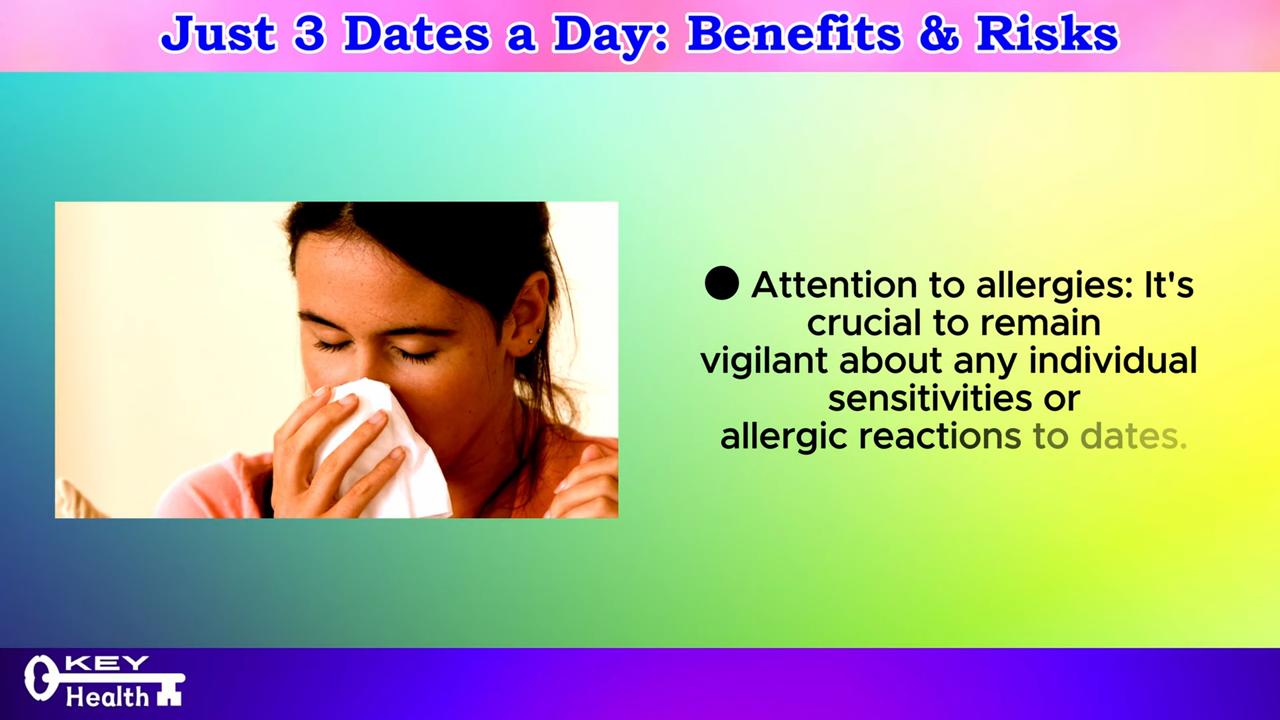 Just 3 Dates a Day: Benefits & Risks
● Attention to allergies: It's
crucial to remain
vigilant about any individual
sensitivities or
allergic reactions to dates.
KEY
Health